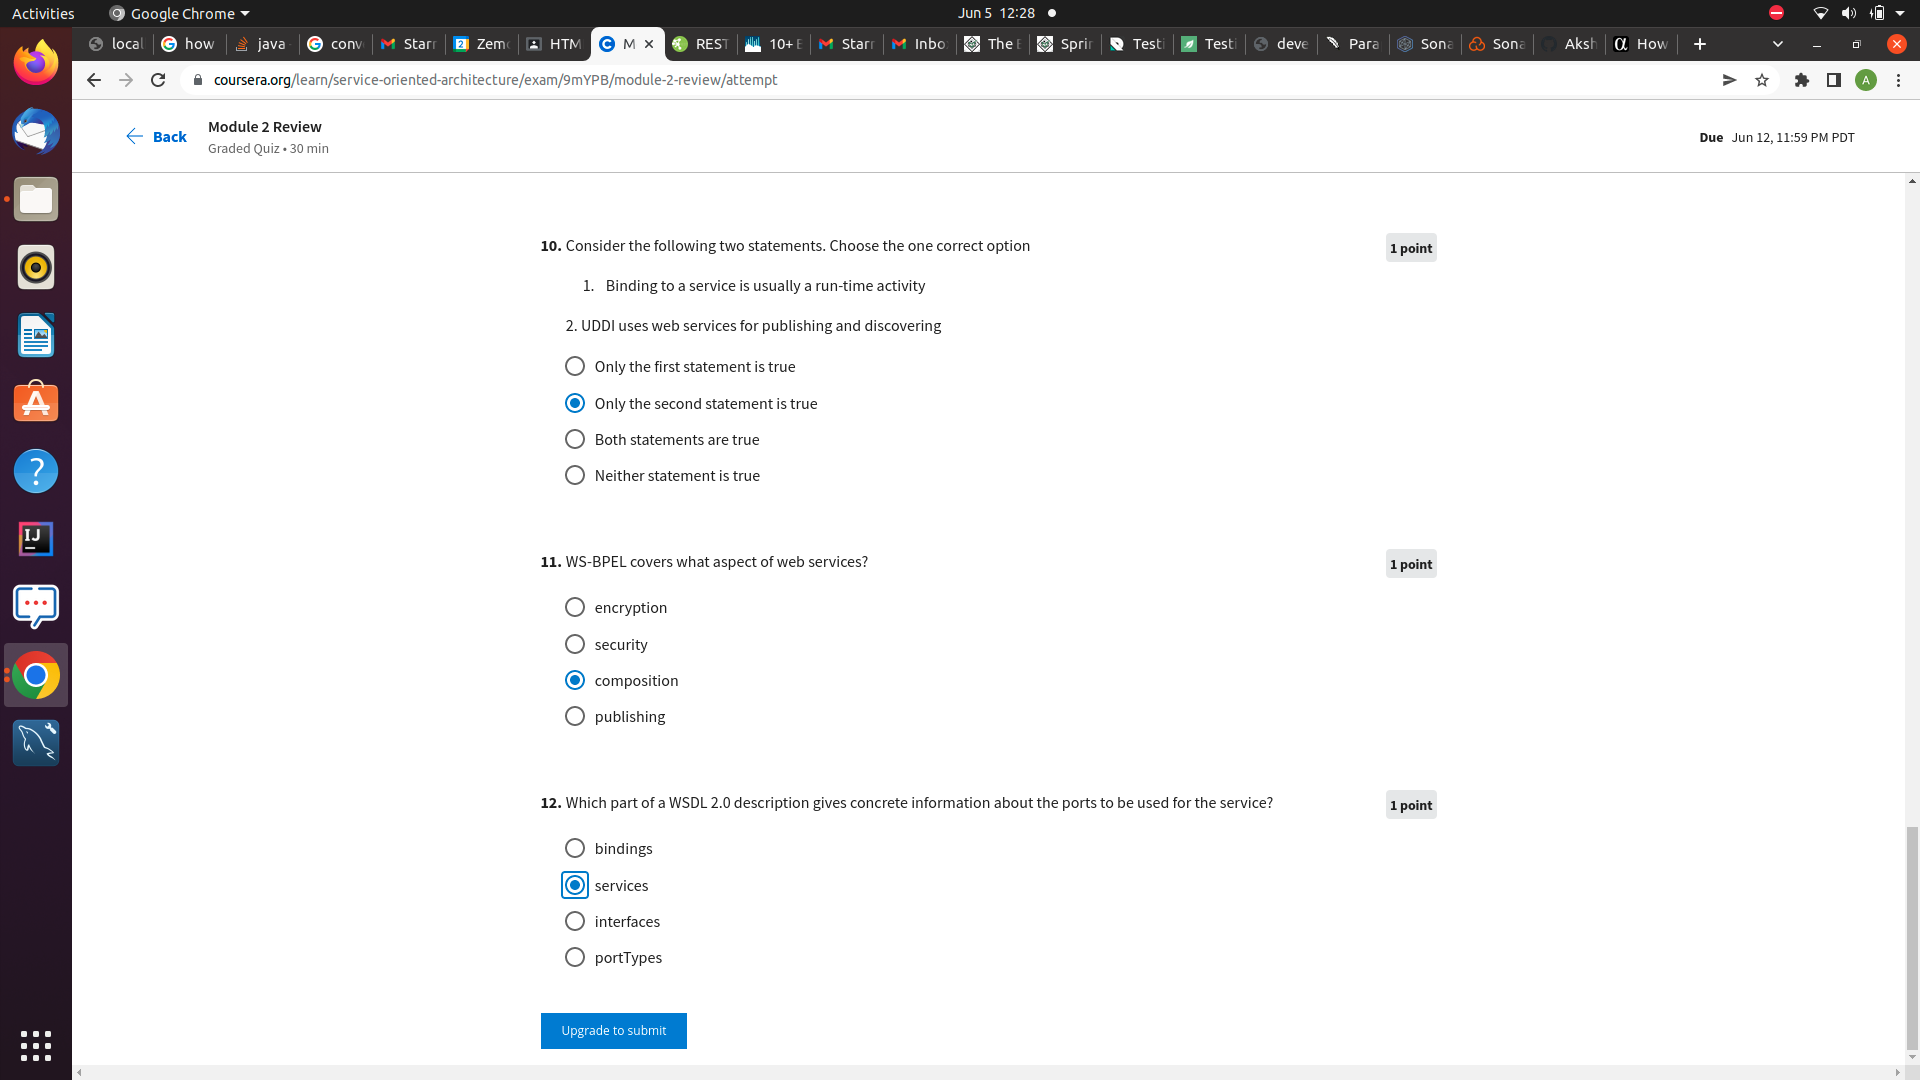 Activities
Google Chrome
Jun 5 12:28
local
how
java
conv
Starr
Zem
HTM
M
REST
10+ E
Starr
Inbo
The E
Sprin
Testi
Testi
deve
Para
Sona
Sona
Aksh
How
coursera.org/learn/service-oriented-architecture/exam/9mYPB/module-2-review/attempt
A
Back
Module 2 Review
Graded Quiz • 30 min
Due Jun 12, 11:59 PM PDT
10. Consider the following two statements. Choose the one correct option
1 point
1. Binding to a service is usually a run-time activity
2. UDDI uses web services for publishing and discovering
Only the first statement is true
Only the second statement is true
Both statements are true
Neither statement is true
11. WS-BPEL covers what aspect of web services?
1 point
encryption
security
composition
publishing
12. Which part of a WSDL 2.0 description gives concrete information about the ports to be used for the service?
1 point
bindings
services
interfaces
portTypes
Upgrade to submit